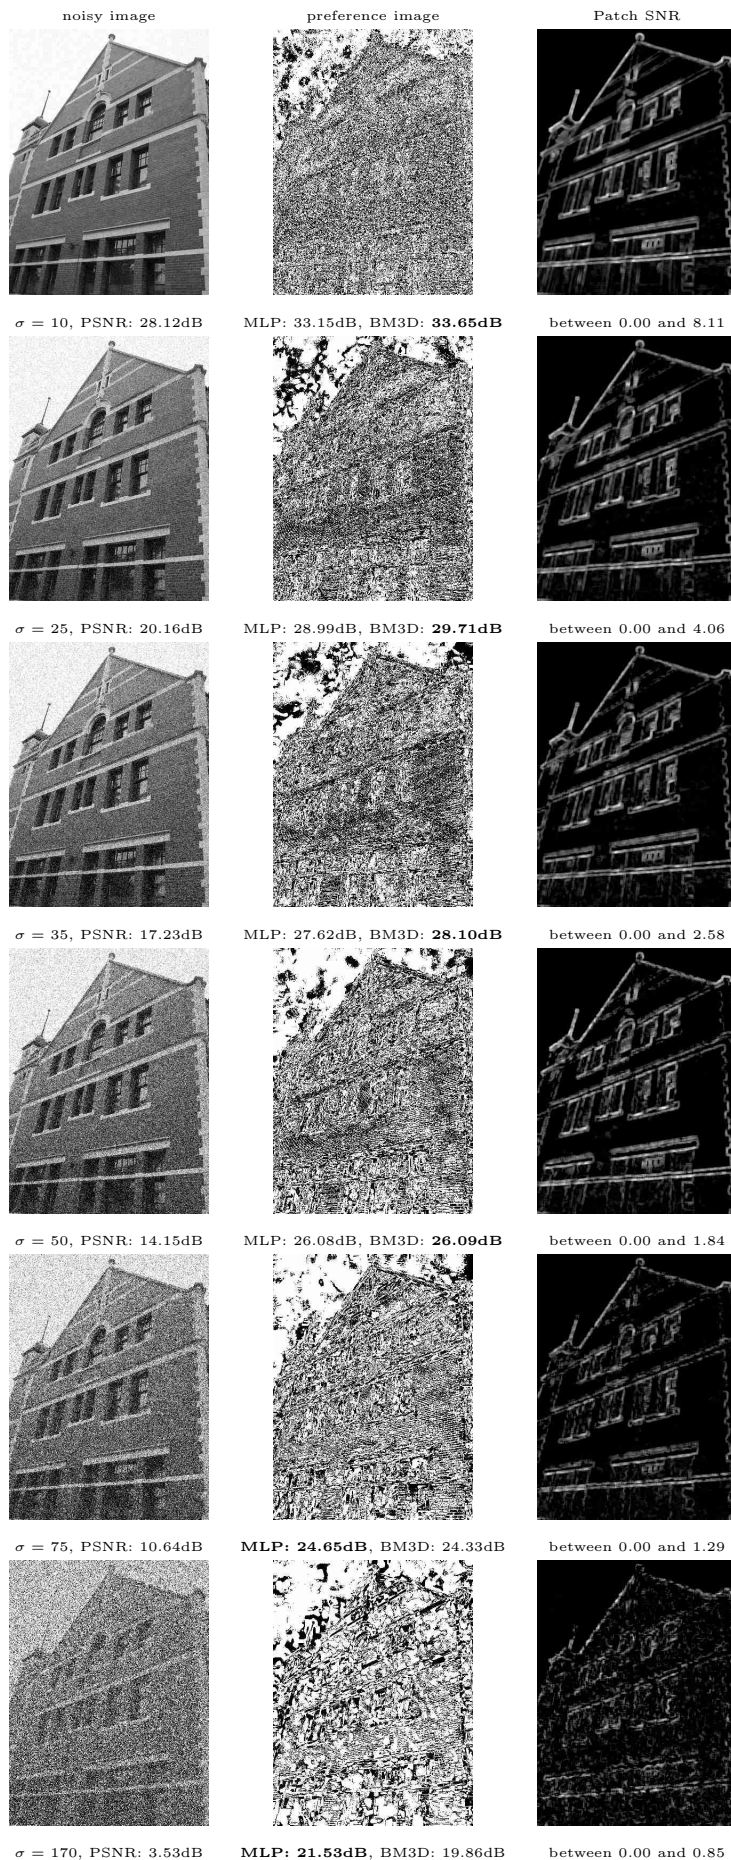 noisy image preference image Patch SNR
σ = 10, PSNR: 28.12dB MLP: 33.15dB, BM3D: 33.65dB between 0.00 and 8.11
σ = 25, PSNR: 20.16dB MLP: 28.99dB, BM3D: 29.71dB between 0.00 and 4.06
σ = 35, PSNR: 17.23dB MLP: 27.62dB, BM3D: 28.10dB between 0.00 and 2.58
σ = 50, PSNR: 14.15dB MLP: 26.08dB, BM3D: 26.09dB between 0.00 and 1.84
σ = 75, PSNR: 10.64dB MLP: 24.65dB, BM3D: 24.33dB between 0.00 and 1.29
σ = 170, PSNR: 3.53dB MLP: 21.53dB, BM3D: 19.86dB between 0.00 and 0.85